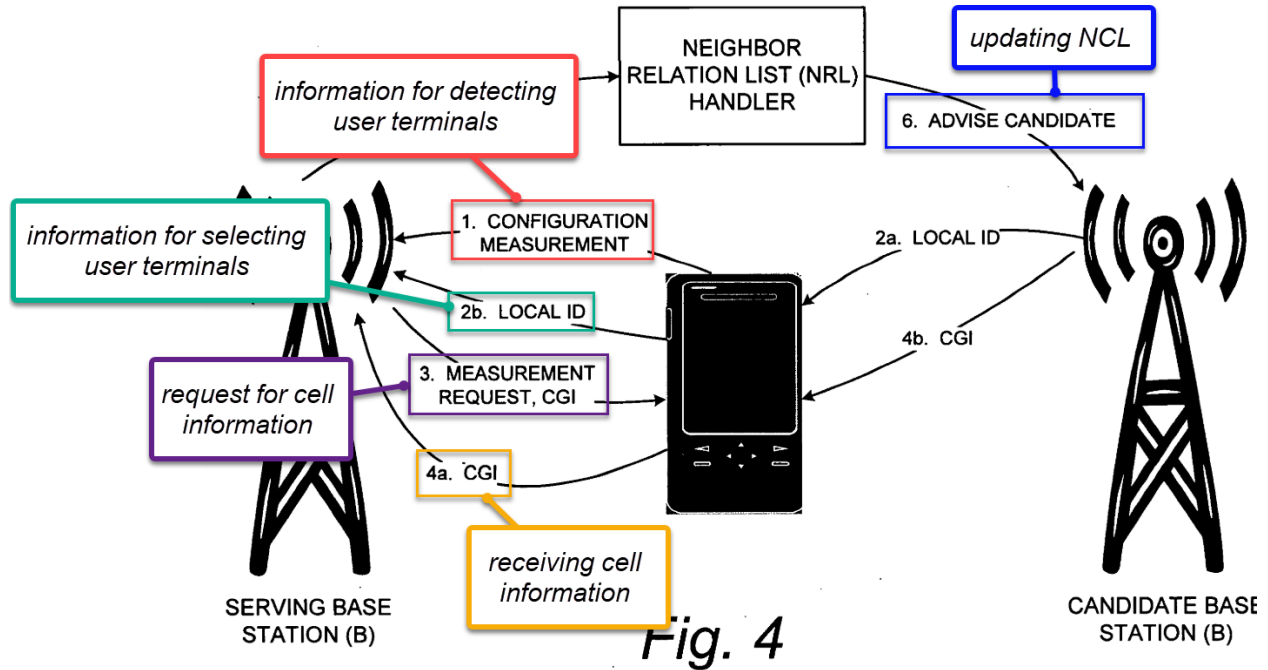 updating NCL
NEIGHBOR
RELATION LIST (NRL)
HANDLER
information for detecting
user terminals
6. ADVISE CANDIDATE
1. CONFIGURATION
MEASUREMENT
information for selecting
user terminals
2a. LOCAL ID
2b. LOCAL ID
4b. CGI
3. MEASUREMENT
REQUEST, CGI
request for cell
information
4a. CGI
receiving cell
information
SERVING BASE
STATION (B)
CANDIDATE BASE
STATION (B)
Fig. 4